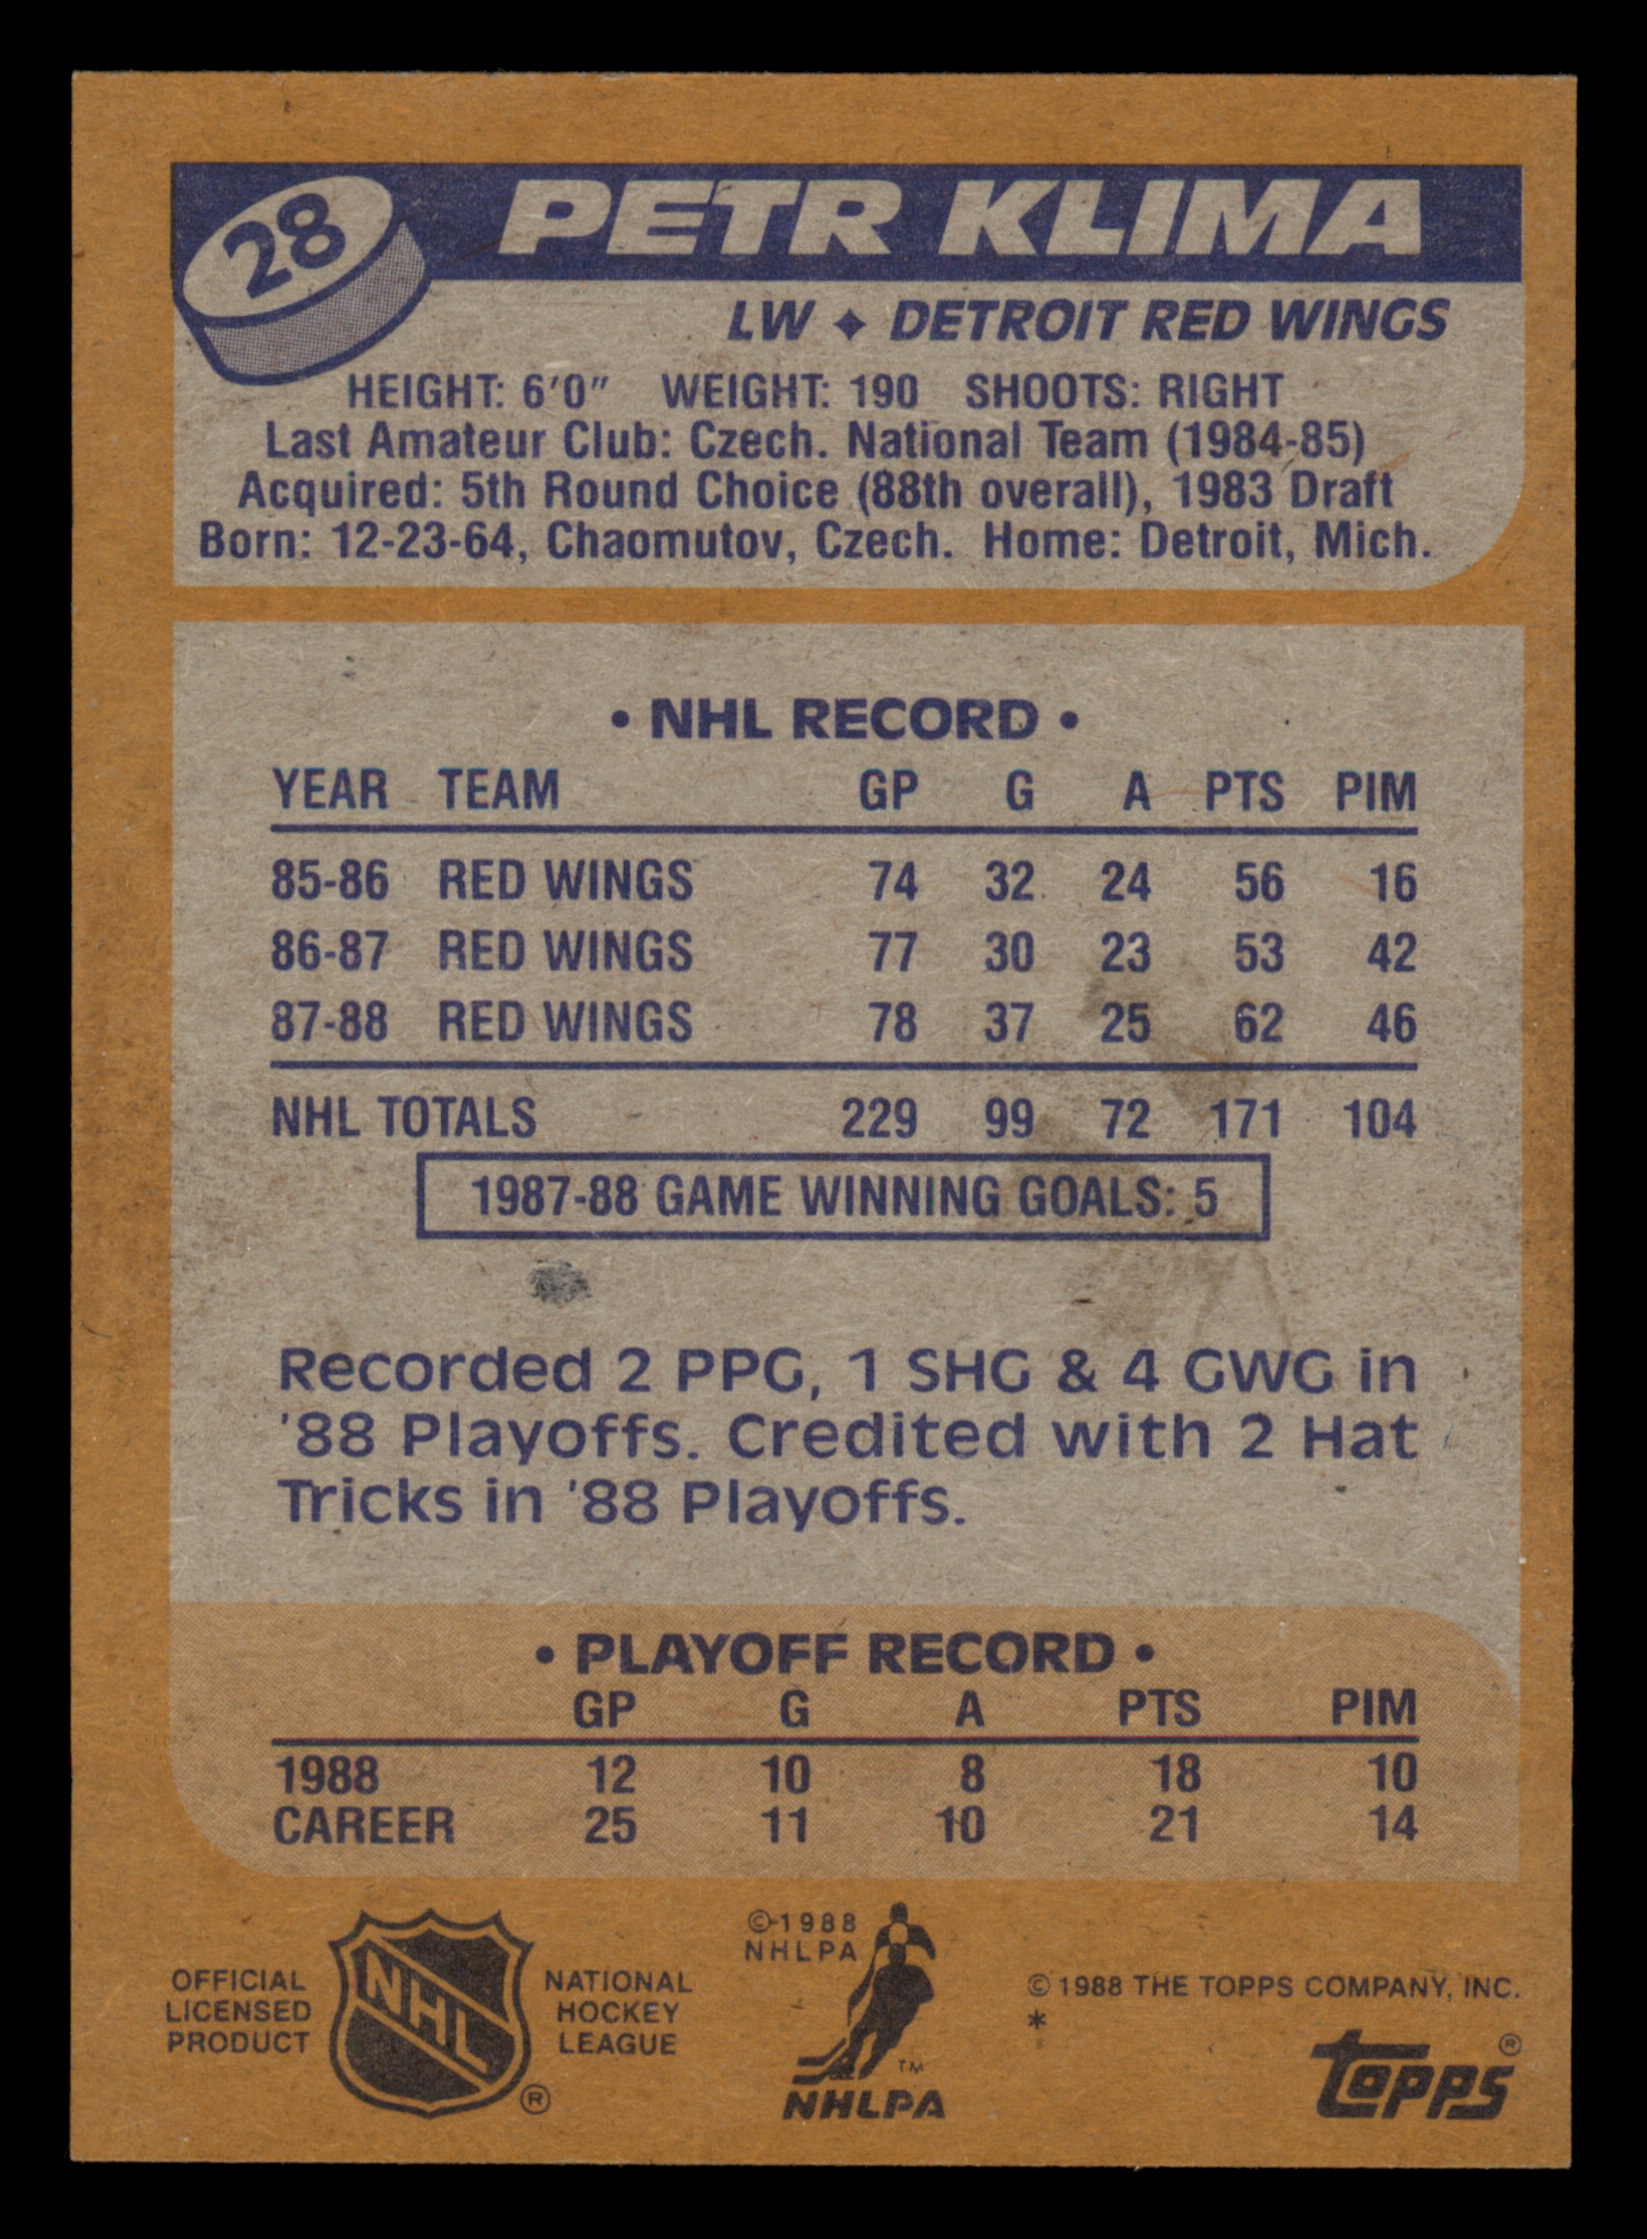 28
PETR KLIMA
LW ✦ DETROIT RED WINGS
HEIGHT: 6'0" WEIGHT: 190 SHOOTS: RIGHT
Last Amateur Club: Czech. National Team (1984-85)
Acquired: 5th Round Choice (88th overall), 1983 Draft
Born: 12-23-64, Chaomutov, Czech. Home: Detroit, Mich.
• NHL RECORD •
YEAR TEAM GP G A PTS PIM
85-86 RED WINGS 74 32 24 56 16
86-87 RED WINGS 77 30 23 53 42
87-88 RED WINGS 78 37 25 62 46
NHL TOTALS 229 99 72 171 104
1987-88 GAME WINNING GOALS: 5
Recorded 2 PPG, 1 SHG & 4 GWG in
'88 Playoffs. Credited with 2 Hat
Tricks in '88 Playoffs.
• PLAYOFF RECORD •
GP G A PTS PIM
1988 12 10 8 18 10
CAREER 25 11 10 21 14
OFFICIAL
LICENSED
PRODUCT
NHL
®
NATIONAL
HOCKEY
LEAGUE
©1988
NHLPA
TM
NHLPA
© 1988 THE TOPPS COMPANY, INC.
*
topps®